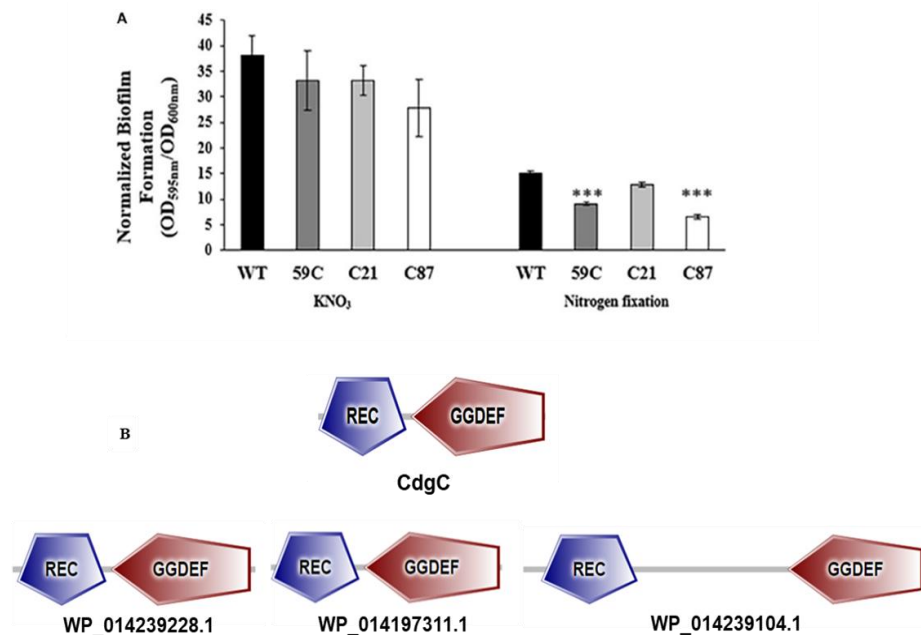 A
Normalized Biofilm
Formation
(OD595nm/OD600nm)
45
40
35
30
25
20
15
10
5
0
*** ***
WT 59C C21 C87 WT 59C C21 C87
KNO3 Nitrogen fixation
B
REC GGDEF
CdgC
REC GGDEF REC GGDEF REC GGDEF
WP_014239228.1 WP_014197311.1 WP_014239104.1